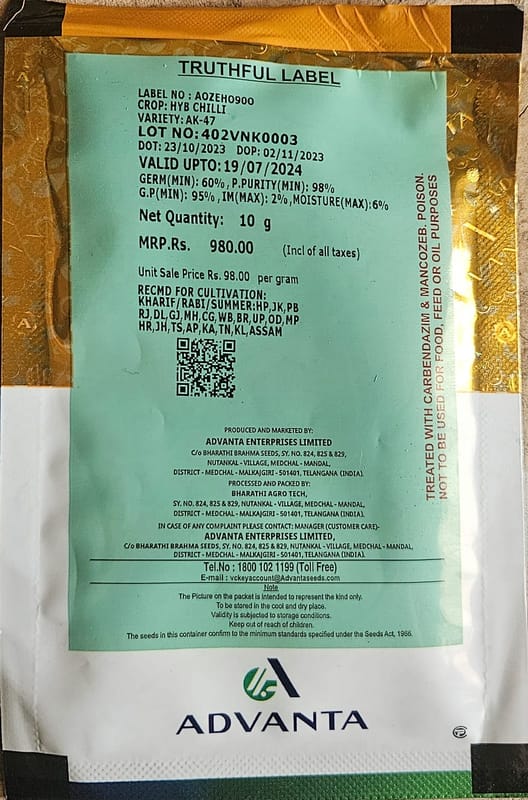 TRUTHFUL LABEL
LABEL NO : AOZEHO900
CROP: HYB CHILLI
VARIETY: AK-47
LOT NO: 402VNK0003
DOT: 23/10/2023 DOP: 02/11/2023
VALID UPTO: 19/07/2024
GERM(MIN): 60% , P.PURITY(MIN): 98%
G.P(MIN): 95% , IM(MAX): 2%,MOISTURE(MAX):6%
Net Quantity: 10 g
MRP.Rs. 980.00 (Incl of all taxes)
Unit Sale Price Rs. 98.00 per gram
RECMD FOR CULTIVATION:
KHARIF/RABI/SUMMER:HP,JK,PB
RJ,DL,GJ,MH,CG,WB,BR,UP,OD,MP
HR,JH,TS,AP,KA,TN,KL,ASSAM
TREATED WITH CARBENDAZIM & MANCOZEB. POISON.
NOT TO BE USED FOR FOOD, FEED OR OIL PURPOSES
PRODUCED AND MARKETED BY:
ADVANTA ENTERPRISES LIMITED
C/o BHARATHI BRAHMA SEEDS, SY. NO. 824, 825 & 829,
NUTANKAL - VILLAGE, MEDCHAL - MANDAL,
DISTRICT - MEDCHAL - MALKAJGIRI - 501401, TELANGANA (INDIA).
PROCESSED AND PACKED BY:
BHARATHI AGRO TECH,
SY. NO. 824, 825 & 829, NUTANKAL - VILLAGE, MEDCHAL - MANDAL,
DISTRICT - MEDCHAL - MALKAJGIRI - 501401, TELANGANA (INDIA).
IN CASE OF ANY COMPLAINT PLEASE CONTACT: MANAGER (CUSTOMER CARE)-
ADVANTA ENTERPRISES LIMITED,
C/o BHARATHI BRAHMA SEEDS, SY. NO. 824, 825 & 829, NUTANKAL - VILLAGE, MEDCHAL - MANDAL,
DISTRICT - MEDCHAL - MALKAJGIRI - 501401, TELANGANA (INDIA).
Tel.No : 1800 102 1199 (Toll Free)
E-mail : vckeyaccount@Advantaseeds.com
Note
The Picture on the packet is intended to represent the kind only.
To be stored in the cool and dry place.
Validity is subjected to storage conditions.
Keep out of reach of children.
The seeds in this container confirm to the minimum standards specified under the Seeds Act, 1966.
ADVANTA